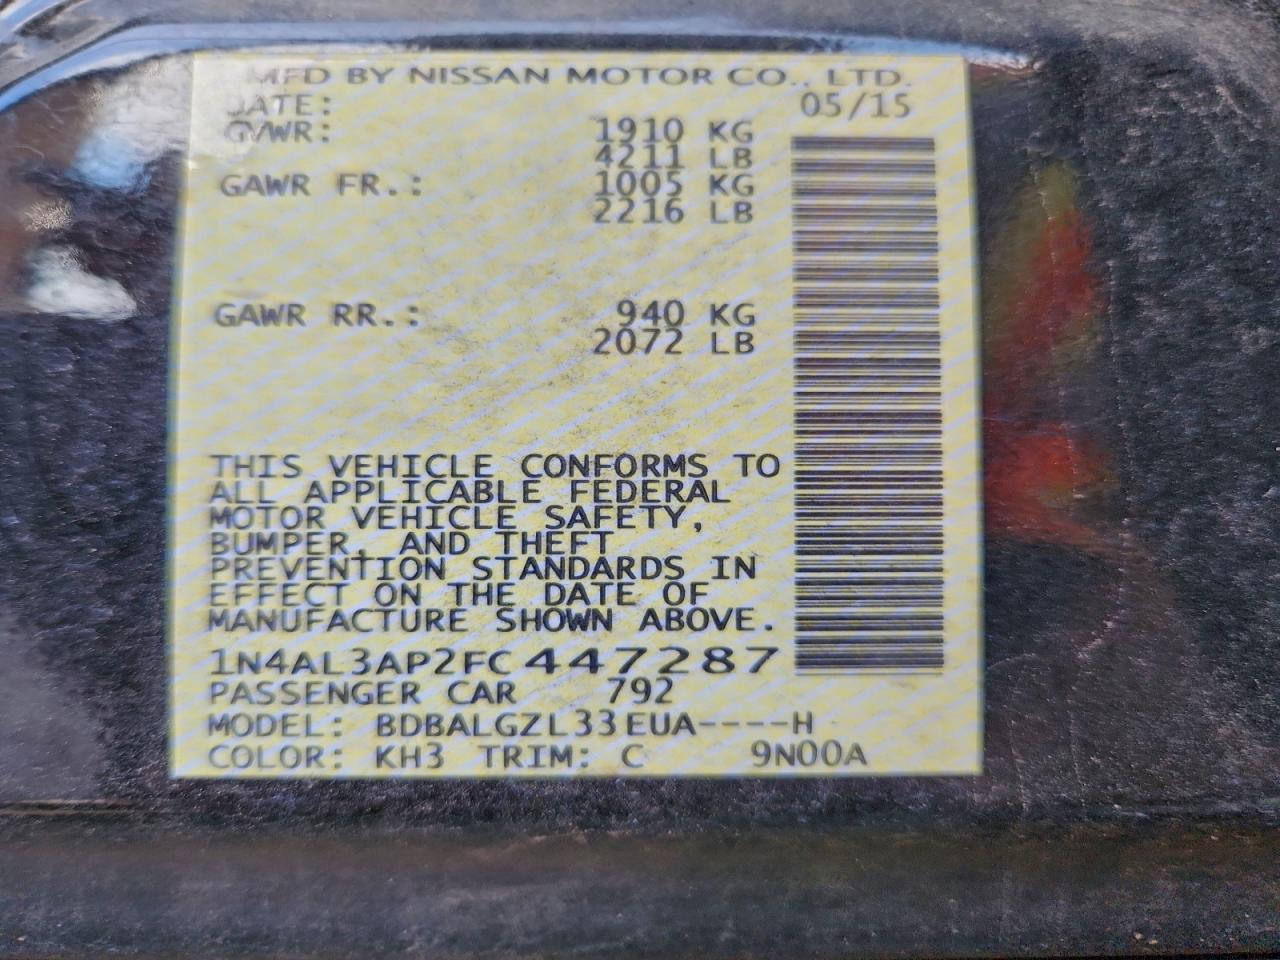 MFD BY NISSAN MOTOR CO., LTD.
DATE: 05/15
GVWR: 1910 KG
4211 LB
GAWR FR.: 1005 KG
2216 LB
GAWR RR.: 940 KG
2072 LB
THIS VEHICLE CONFORMS TO
ALL APPLICABLE FEDERAL
MOTOR VEHICLE SAFETY,
BUMPER, AND THEFT
PREVENTION STANDARDS IN
EFFECT ON THE DATE OF
MANUFACTURE SHOWN ABOVE.
1N4AL3AP2FC447287
PASSENGER CAR 792
MODEL: BDBALGZL33EUA----H
COLOR: KH3 TRIM: C 9N00A